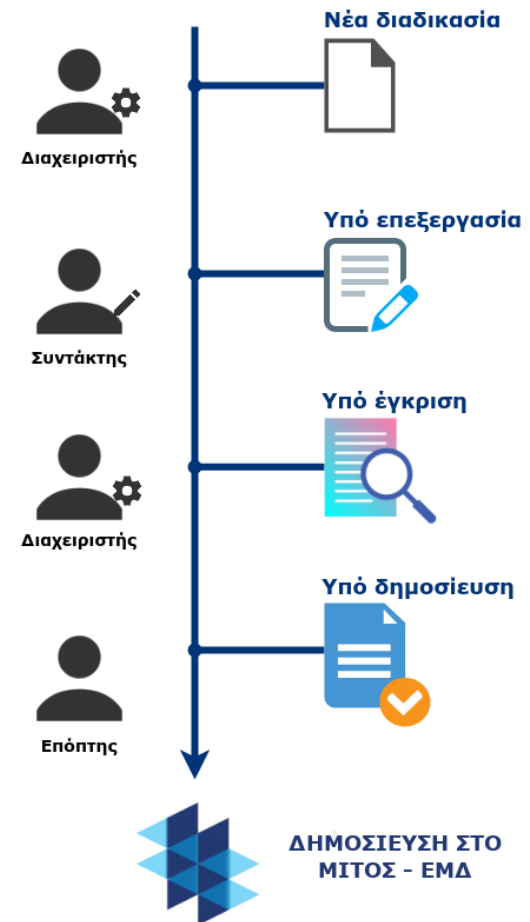 Νέα διαδικασία
Διαχειριστής
Υπό επεξεργασία
Συντάκτης
Υπό έγκριση
Διαχειριστής
Υπό δημοσίευση
Επόπτης
ΔΗΜΟΣΙΕΥΣΗ ΣΤΟ
ΜΙΤΟΣ - ΕΜΔ